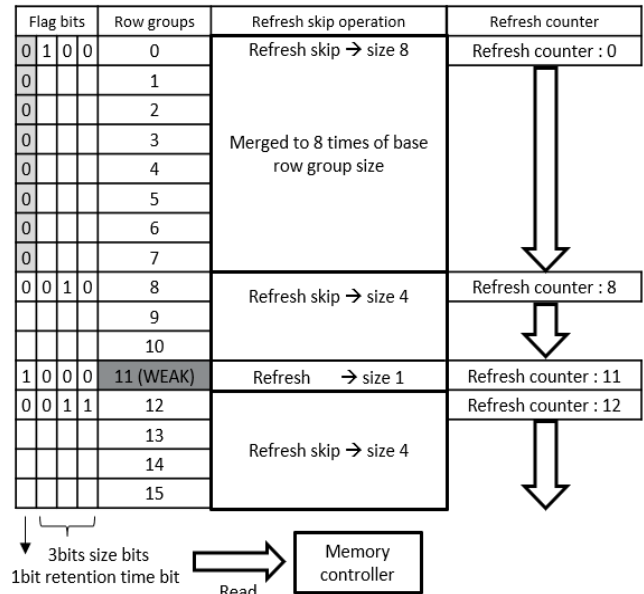 Flag bits Row groups Refresh skip operation Refresh counter
0 1 0 0 0 Refresh skip → size 8 Refresh counter : 0
0 1
0 2
0 3 Merged to 8 times of base
0 4 row group size
0 5
0 6
0 7
0 0 1 0 8 Refresh skip → size 4 Refresh counter : 8
9
10
1 0 0 0 11 (WEAK) Refresh → size 1 Refresh counter : 11
0 0 1 1 12 Refresh counter : 12
13
Refresh skip → size 4
14
15
3bits size bits
1bit retention time bit
Read
Memory
controller